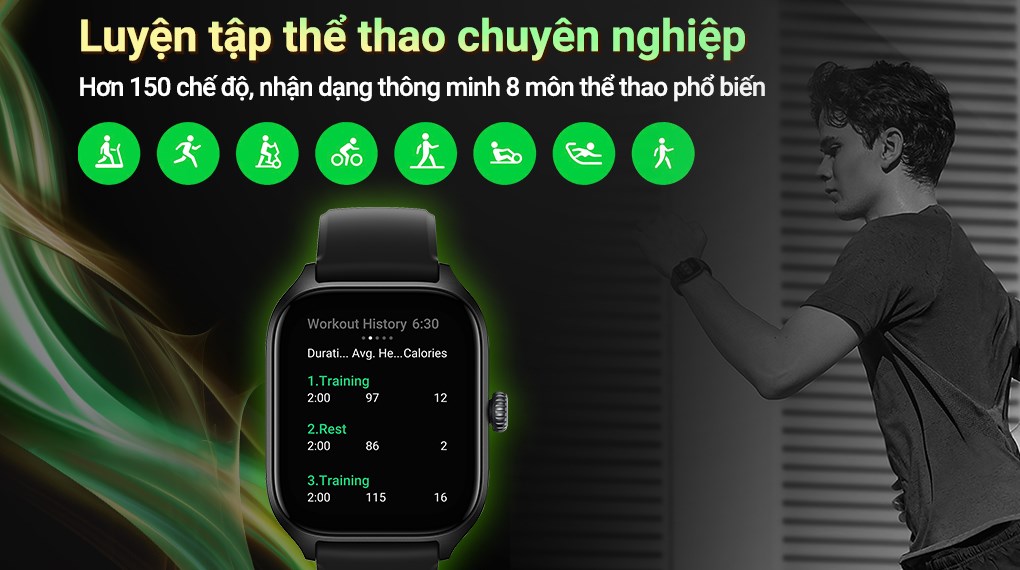 Luyện tập thể thao chuyên nghiệp
Hơn 150 chế độ, nhận dạng thông minh 8 môn thể thao phổ biến
Workout History 6:30
Durati... Avg. He...Calories
1.Training
2:00 97 12
2.Rest
2:00 86 2
3.Training
2:00 115 16